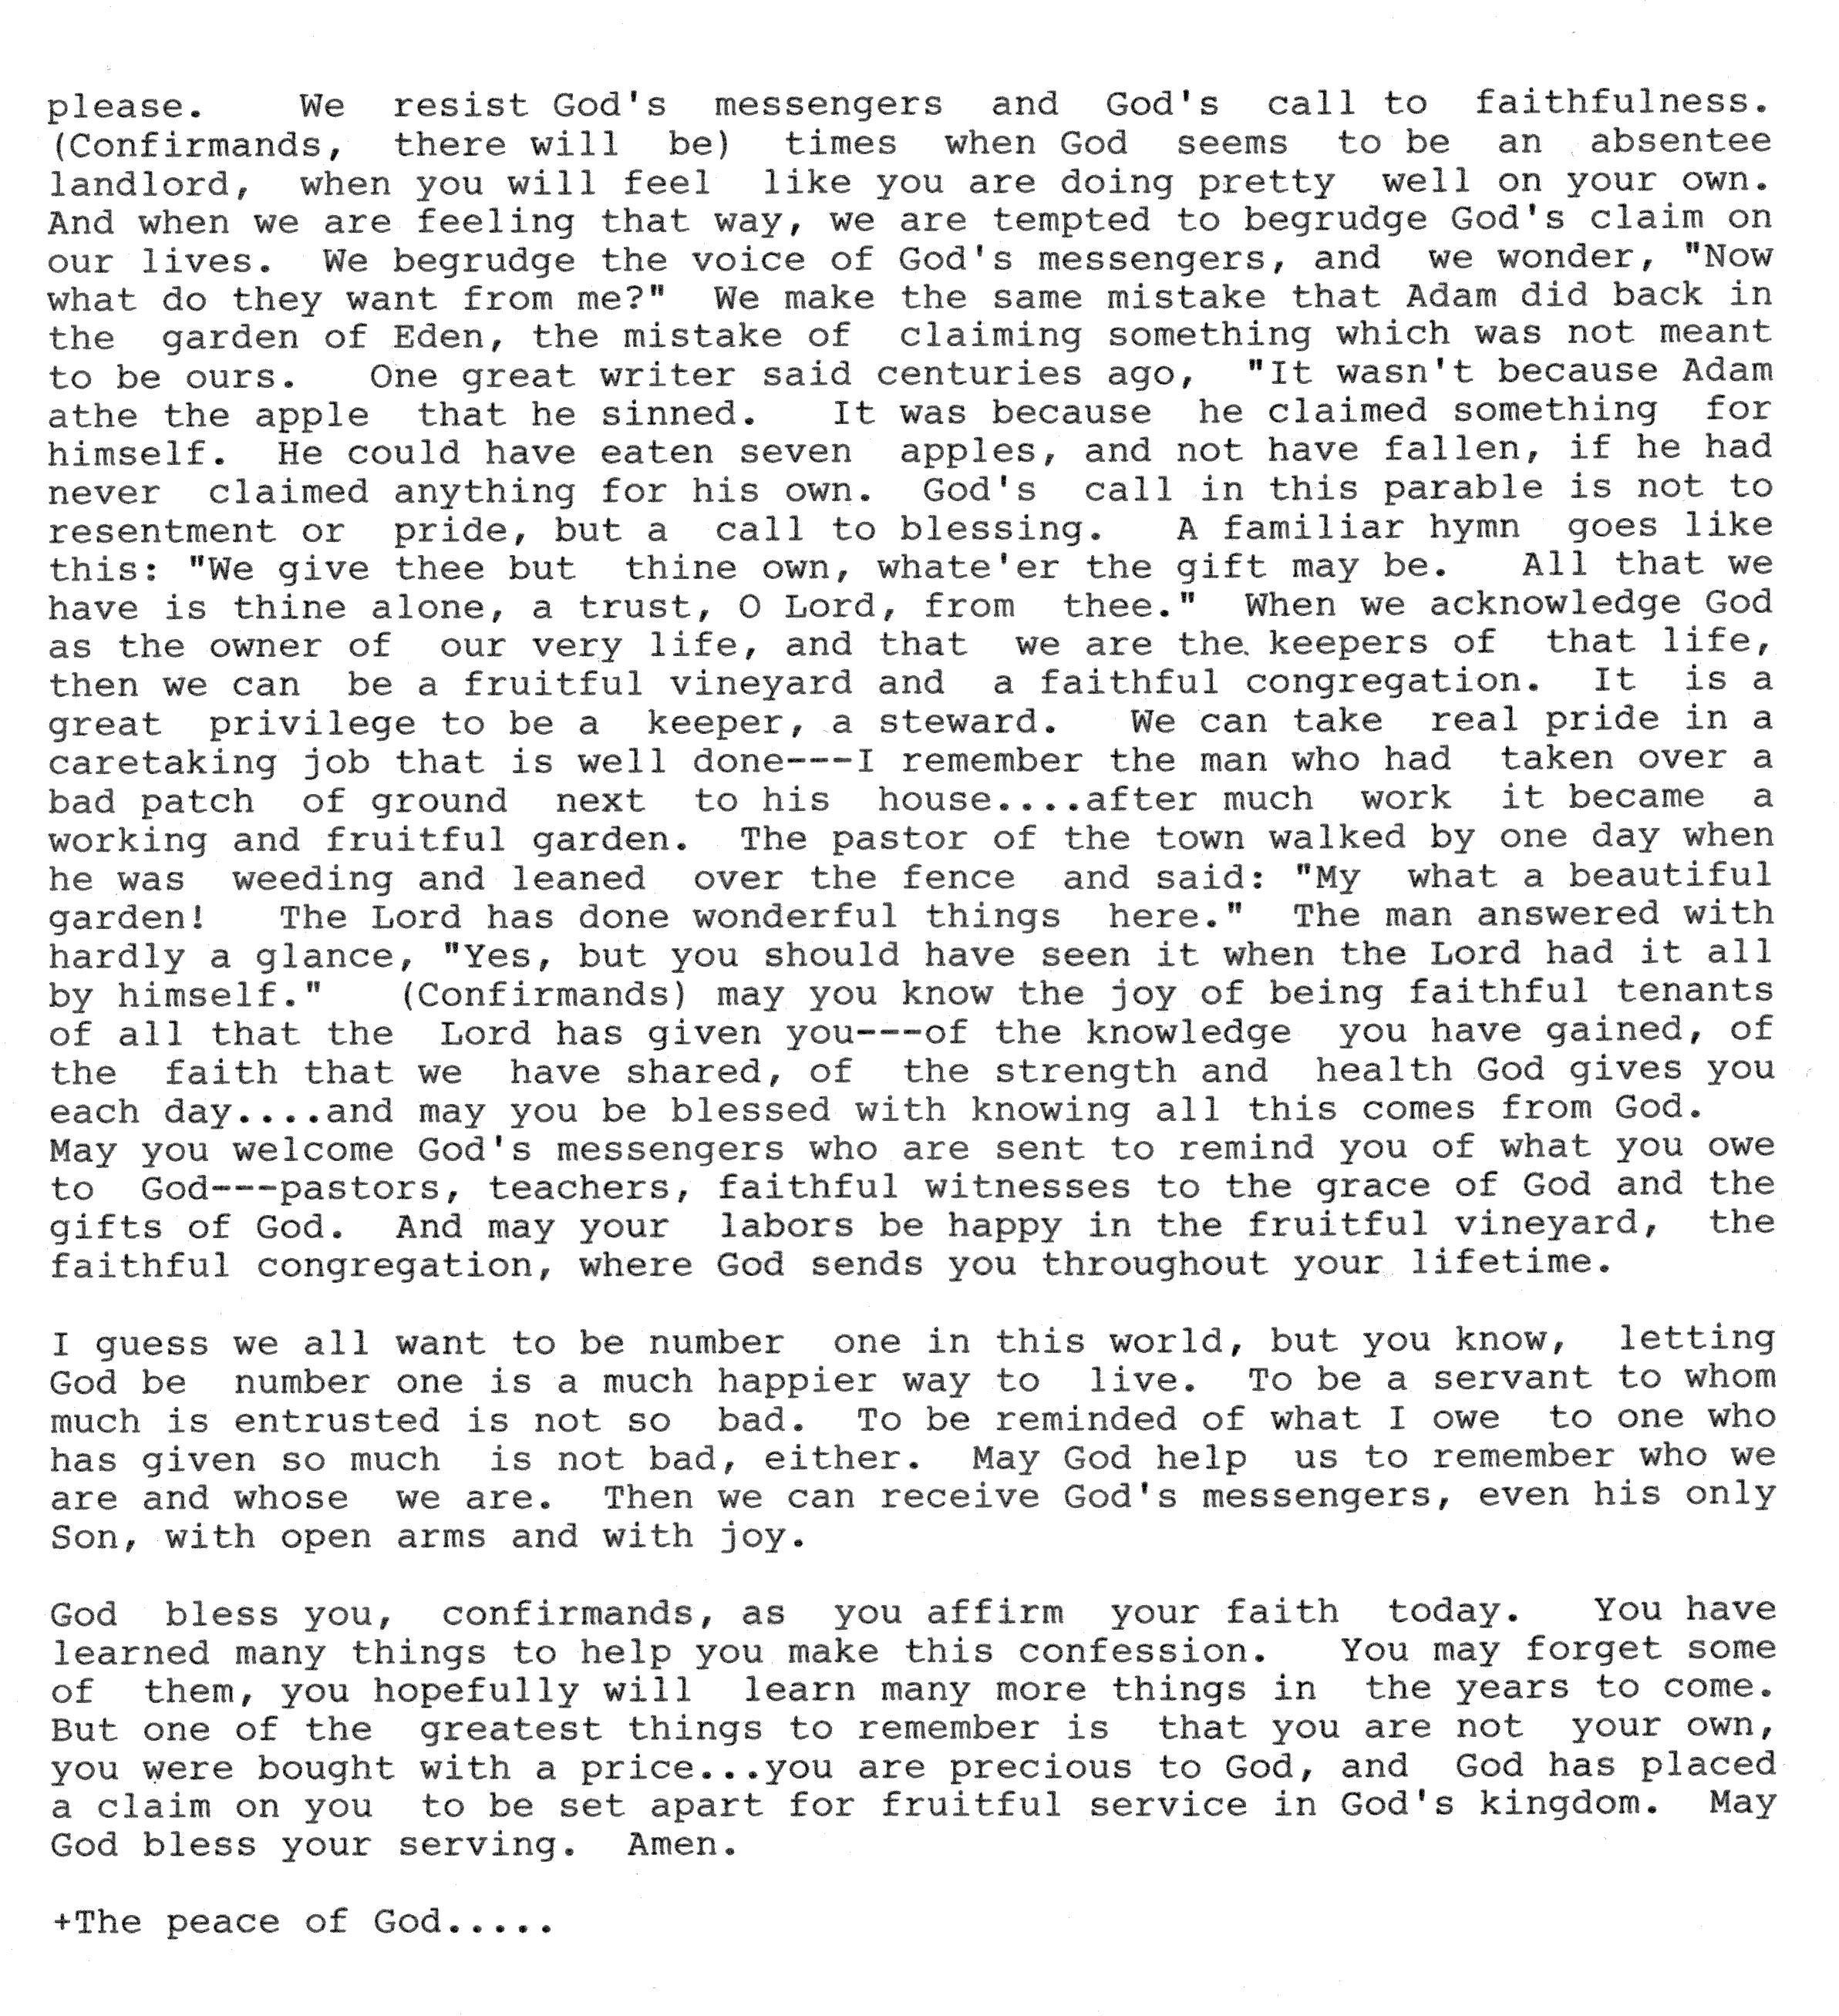 please. We resist God's messengers and God's call to faithfulness.
(Confirmands, there will be) times when God seems to be an absentee
landlord, when you will feel like you are doing pretty well on your own.
And when we are feeling that way, we are tempted to begrudge God's claim on
our lives. We begrudge the voice of God's messengers, and we wonder, "Now
what do they want from me?" We make the same mistake that Adam did back in
the garden of Eden, the mistake of claiming something which was not meant
to be ours. One great writer said centuries ago, "It wasn't because Adam
athe the apple that he sinned. It was because he claimed something for
himself. He could have eaten seven apples, and not have fallen, if he had
never claimed anything for his own. God's call in this parable is not to
resentment or pride, but a call to blessing. A familiar hymn goes like
this: "We give thee but thine own, whate'er the gift may be. All that we
have is thine alone, a trust, O Lord, from thee." When we acknowledge God
as the owner of our very life, and that we are the keepers of that life,
then we can be a fruitful vineyard and a faithful congregation. It is a
great privilege to be a keeper, a steward. We can take real pride in a
caretaking job that is well done---I remember the man who had taken over a
bad patch of ground next to his house....after much work it became a
working and fruitful garden. The pastor of the town walked by one day when
he was weeding and leaned over the fence and said: "My what a beautiful
garden! The Lord has done wonderful things here." The man answered with
hardly a glance, "Yes, but you should have seen it when the Lord had it all
by himself." (Confirmands) may you know the joy of being faithful tenants
of all that the Lord has given you---of the knowledge you have gained, of
the faith that we have shared, of the strength and health God gives you
each day....and may you be blessed with knowing all this comes from God.
May you welcome God's messengers who are sent to remind you of what you owe
to God---pastors, teachers, faithful witnesses to the grace of God and the
gifts of God. And may your labors be happy in the fruitful vineyard, the
faithful congregation, where God sends you throughout your lifetime.

I guess we all want to be number one in this world, but you know, letting
God be number one is a much happier way to live. To be a servant to whom
much is entrusted is not so bad. To be reminded of what I owe to one who
has given so much is not bad, either. May God help us to remember who we
are and whose we are. Then we can receive God's messengers, even his only
Son, with open arms and with joy.

God bless you, confirmands, as you affirm your faith today. You have
learned many things to help you make this confession. You may forget some
of them, you hopefully will learn many more things in the years to come.
But one of the greatest things to remember is that you are not your own,
you were bought with a price...you are precious to God, and God has placed
a claim on you to be set apart for fruitful service in God's kingdom. May
God bless your serving. Amen.

+The peace of God.....